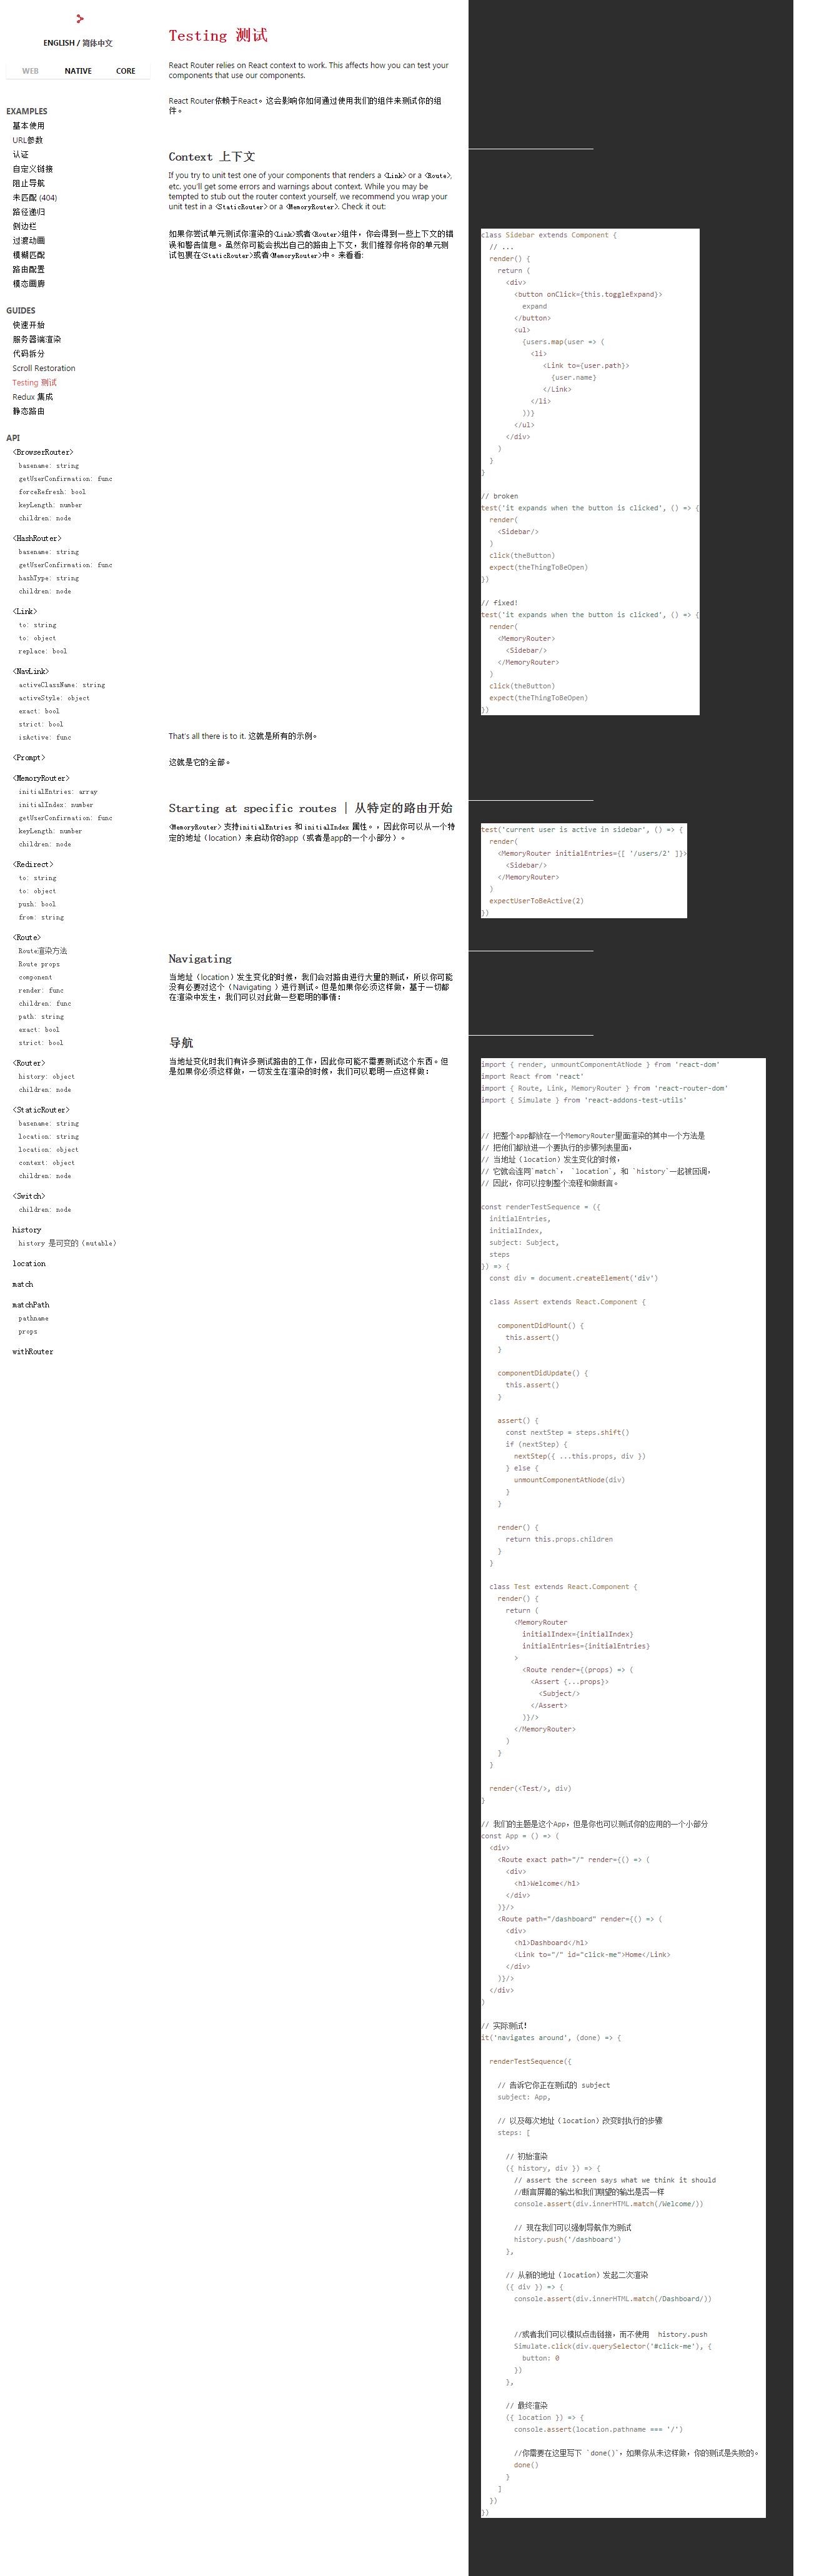 ENGLISH / 简体中文
WEB NATIVE CORE
EXAMPLES
基本使用
URL参数
认证
自定义链接
阻止导航
未匹配 (404)
路径递归
侧边栏
过渡动画
模糊匹配
路由配置
模态画廊
GUIDES
快速开始
服务器端渲染
代码拆分
Scroll Restoration
Testing 测试
Redux 集成
静态路由
API
<BrowserRouter>
basename: string
getUserConfirmation: func
forceRefresh: bool
keyLength: number
children: node
<HashRouter>
basename: string
getUserConfirmation: func
hashType: string
children: node
<Link>
to: string
to: object
replace: bool
<NavLink>
activeClassName: string
activeStyle: object
exact: bool
strict: bool
isActive: func
<Prompt>
<MemoryRouter>
initialEntries: array
initialIndex: number
getUserConfirmation: func
keyLength: number
children: node
<Redirect>
to: string
to: object
push: bool
from: string
<Route>
Route渲染方法
Route props
component
render: func
children: func
path: string
exact: bool
strict: bool
<Router>
history: object
children: node
<StaticRouter>
basename: string
location: string
location: object
context: object
children: node
<Switch>
children: node
history
history 是可变的（mutable）
location
match
matchPath
pathname
props
withRouter
Testing 测试
React Router relies on React context to work. This affects how you can test your
components that use our components.
React Router依赖于React。这会影响你如何通过使用我们的组件来测试你的组
件。
Context 上下文
If you try to unit test one of your components that renders a <Link> or a <Route>,
etc. you'll get some errors and warnings about context. While you may be
tempted to stub out the router context yourself, we recommend you wrap your
unit test in a <StaticRouter> or a <MemoryRouter>. Check it out:
如果你尝试单元测试你渲染的<Link>或者<Router>组件，你会得到一些上下文的错
误和警告信息。虽然你可能会找出自己的路由上下文，我们推荐你将你的单元测
试包裹在<StaticRouter>或者<MemoryRouter>中。来看看:
class Sidebar extends Component {
// ...
render() {
return (
<div>
<button onClick={this.toggleExpand}>
expand
</button>
<ul>
{users.map(user => (
<li>
<Link to={user.path}>
{user.name}
</Link>
</li>
))}
</ul>
</div>
)
}
}
// broken
test('it expands when the button is clicked', () => {
render(
<Sidebar/>
)
click(theButton)
expect(theThingToBeOpen)
})
// fixed!
test('it expands when the button is clicked', () => {
render(
<MemoryRouter>
<Sidebar/>
</MemoryRouter>
)
click(theButton)
expect(theThingToBeOpen)
})
That's all there is to it. 这就是所有的示例。
这就是它的全部。
Starting at specific routes | 从特定的路由开始
<MemoryRouter> 支持initialEntries 和 initialIndex 属性。，因此你可以从一个特
定的地址（location）来启动你的app（或者是app的一个小部分）。
test('current user is active in sidebar', () => {
render(
<MemoryRouter initialEntries={[ '/users/2' ]}>
<Sidebar/>
</MemoryRouter>
)
expectUserToBeActive(2)
})
Navigating
当地址（location）发生变化的时候，我们会对路由进行大量的测试，所以你可能
没有必要对这个（Navigating ）进行测试。但是如果你必须这样做，基于一切都
在渲染中发生，我们可以对此做一些聪明的事情：
导航
当地址变化时我们有许多测试路由的工作，因此你可能不需要测试这个东西。但
是如果你必须这样做，一切发生在渲染的时候，我们可以聪明一点这样做：
import { render, unmountComponentAtNode } from 'react-dom'
import React from 'react'
import { Route, Link, MemoryRouter } from 'react-router-dom'
import { Simulate } from 'react-addons-test-utils'
// 把整个app都放在一个MemoryRouter里面渲染的其中一个方法是
// 把他们都放进一个要执行的步骤列表里面，
// 当地址（location）发生变化的时候，
// 它就会连同`match`， `location`, 和 `history`一起被回调，
// 因此，你可以控制整个流程和做断言。
const renderTestSequence = ({
initialEntries,
initialIndex,
subject: Subject,
steps
}) => {
const div = document.createElement('div')
class Assert extends React.Component {
componentDidMount() {
this.assert()
}
componentDidUpdate() {
this.assert()
}
assert() {
const nextStep = steps.shift()
if (nextStep) {
nextStep({ ...this.props, div })
} else {
unmountComponentAtNode(div)
}
}
render() {
return this.props.children
}
}
class Test extends React.Component {
render() {
return (
<MemoryRouter
initialIndex={initialIndex}
initialEntries={initialEntries}
>
<Route render={(props) => (
<Assert {...props}>
<Subject/>
</Assert>
)}/>
</MemoryRouter>
)
}
}
render(<Test/>, div)
}
// 我们的主题是这个App，但是你也可以测试你的应用的一个小部分
const App = () => (
<div>
<Route exact path="/" render={() => (
<div>
<h1>Welcome</h1>
</div>
)}/>
<Route path="/dashboard" render={() => (
<div>
<h1>Dashboard</h1>
<Link to="/" id="click-me">Home</Link>
</div>
)}/>
</div>
)
// 实际测试!
it('navigates around', (done) => {
renderTestSequence({
// 告诉它你正在测试的 subject
subject: App,
// 以及每次地址（location）改变时执行的步骤
steps: [
// 初始渲染
({ history, div }) => {
// assert the screen says what we think it should
//断言屏幕的输出和我们期望的输出是否一样
console.assert(div.innerHTML.match(/Welcome/))
// 现在我们可以强制导航作为测试
history.push('/dashboard')
},
// 从新的地址（location）发起二次渲染
({ div }) => {
console.assert(div.innerHTML.match(/Dashboard/))
//或者我们可以模拟点击链接，而不使用 history.push
Simulate.click(div.querySelector('#click-me'), {
button: 0
})
},
// 最终渲染
({ location }) => {
console.assert(location.pathname === '/')
//你需要在这里写下 `done()`，如果你从未这样做，你的测试是失败的。
done()
}
]
})
})